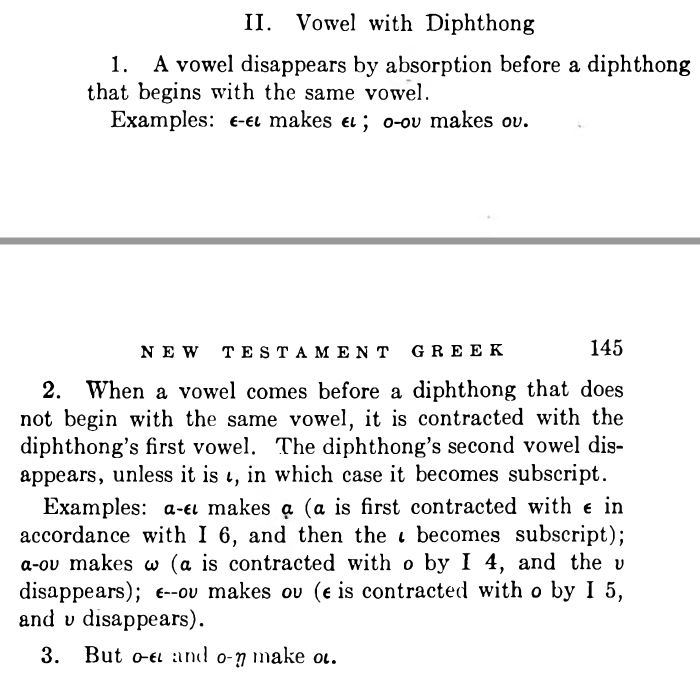 II. Vowel with Diphthong
1. A vowel disappears by absorption before a diphthong
that begins with the same vowel.
Examples: ε-ει makes ει; ο-ου makes ου.
NEW TESTAMENT GREEK 145
2. When a vowel comes before a diphthong that does
not begin with the same vowel, it is contracted with the
diphthong's first vowel. The diphthong's second vowel dis-
appears, unless it is ι, in which case it becomes subscript.
Examples: α-ει makes ᾳ (α is first contracted with ε in
accordance with I 6, and then the ι becomes subscript);
α-ου makes ω (α is contracted with ο by I 4, and the υ
disappears); ε--ου makes ου (ε is contracted with ο by I 5,
and υ disappears).
3. But ο-ει and ο-ῃ make οι.